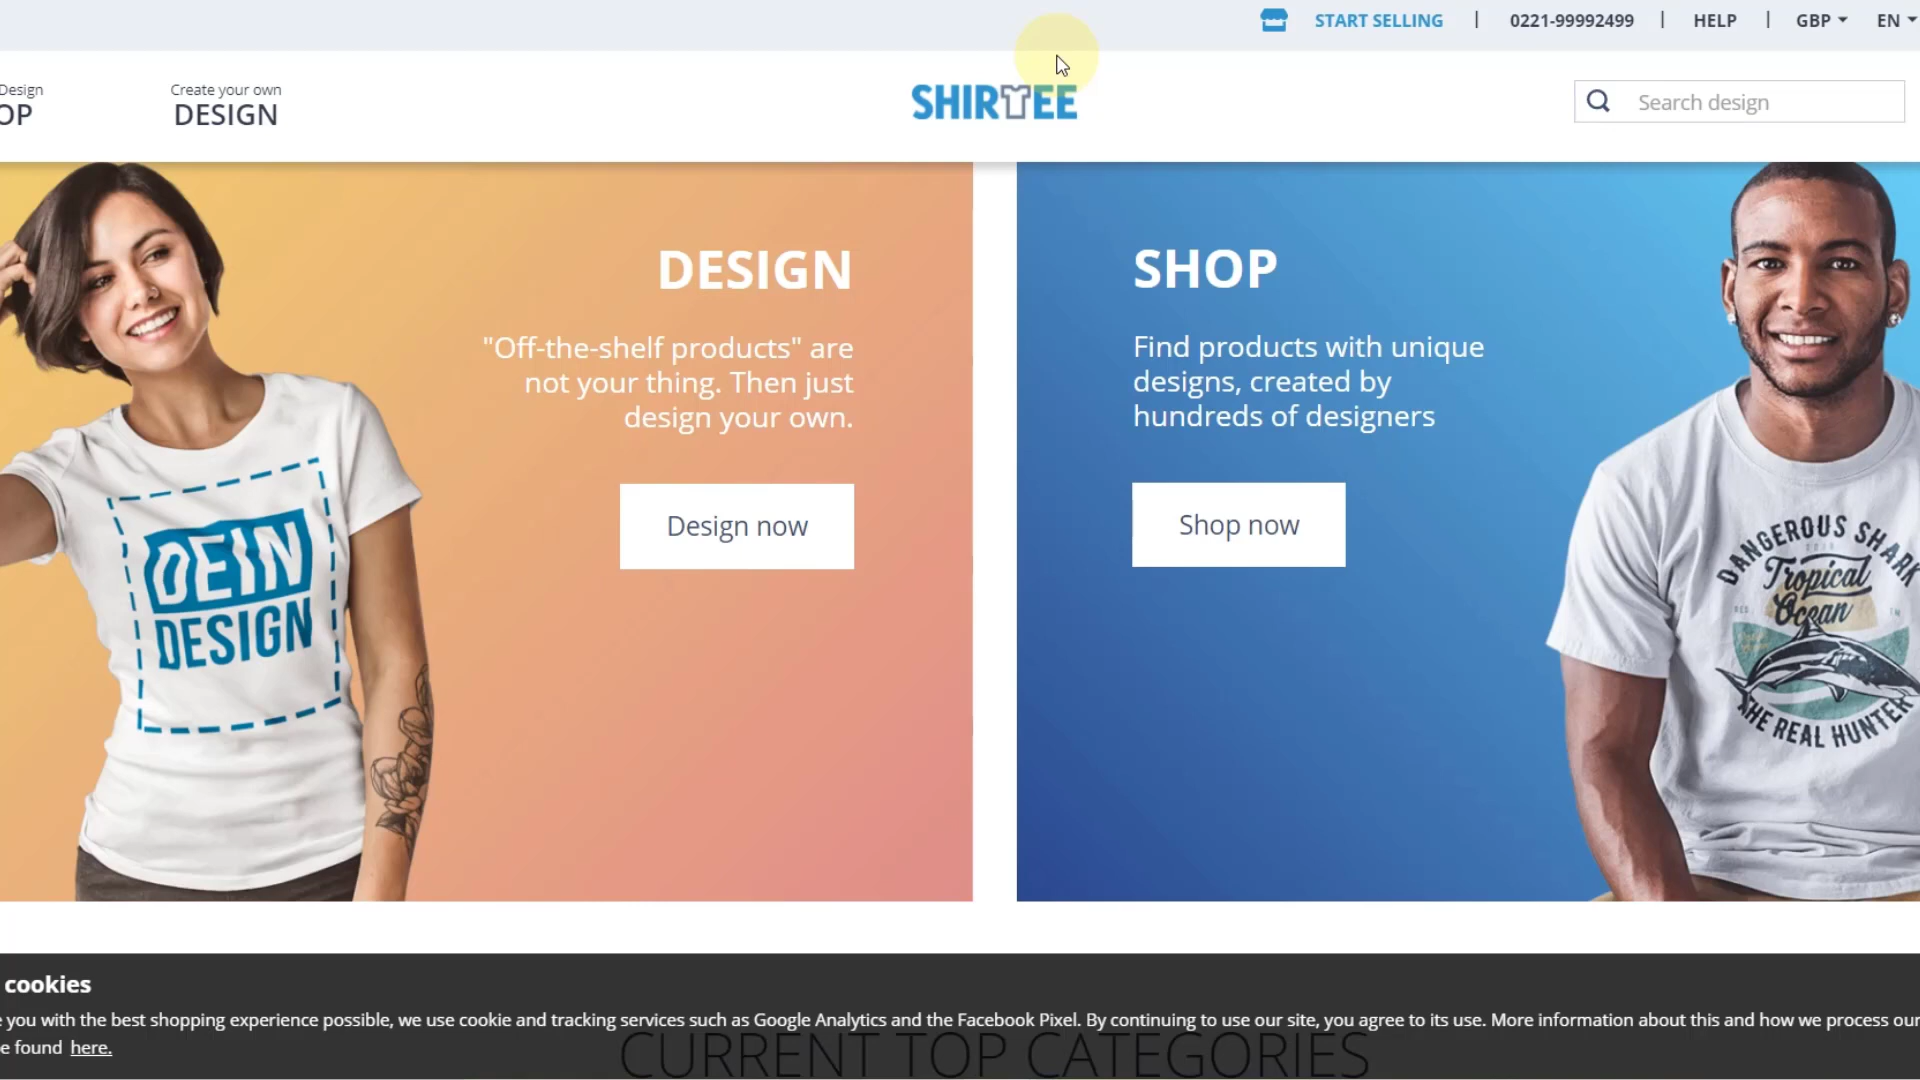 START SELLING | 0221-99992499 | HELP | GBP EN
Design
OP
Create your own
DESIGN
SHIRTEE
Search design
DESIGN
"Off-the-shelf products" are
not your thing. Then just
design your own.
Design now
DEIN
DESIGN
SHOP
Find products with unique
designs, created by
hundreds of designers
Shop now
DANGEROUS SHARK
Tropical
Ocean
THE REAL HUNTER
cookies
e you with the best shopping experience possible, we use cookie and tracking services such as Google Analytics and the Facebook Pixel. By continuing to use our site, you agree to its use. More information about this and how we process our
e found here.
CURRENT TOP CATEGORIES